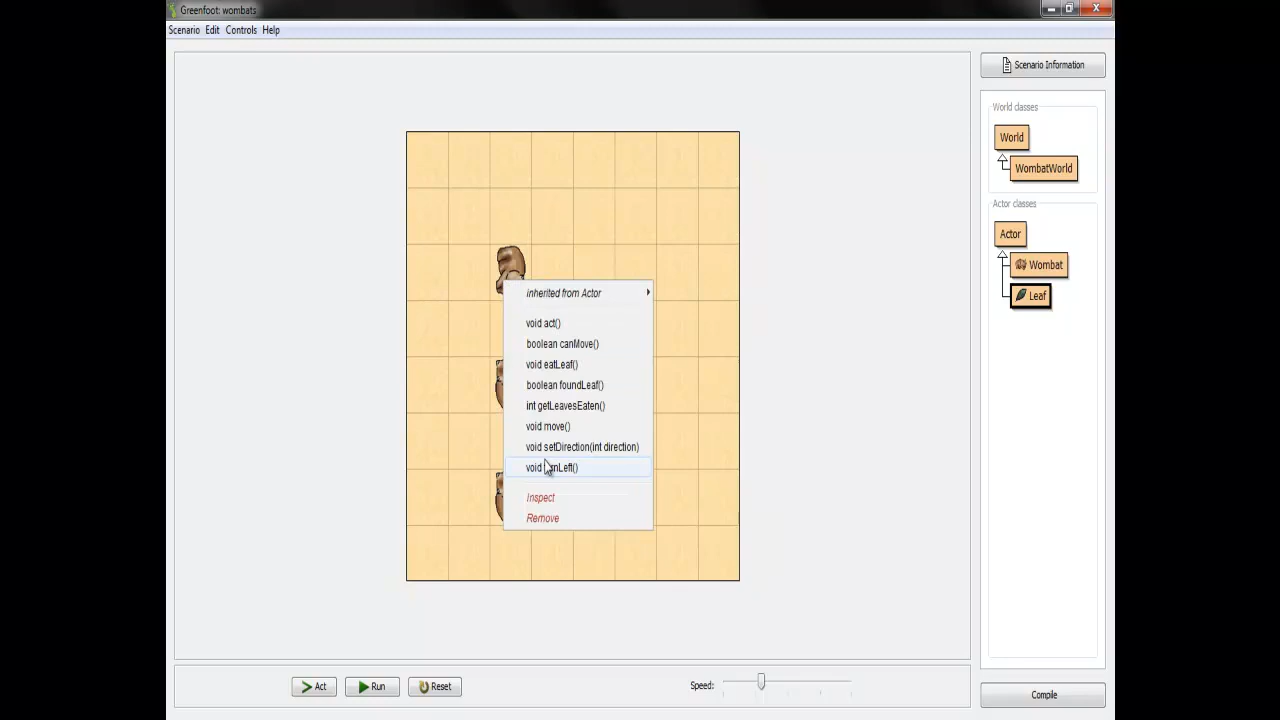 Greenfoot: wombats
Scenario Edit Controls Help
Scenario Information
World classes
World
WombatWorld
Actor classes
Actor
Wombat
Leaf
inherited from Actor
void act()
boolean canMove()
void eatLeaf()
boolean foundLeaf()
int getLeavesEaten()
void move()
void setDirection(int direction)
void
Inspect
Remove
Act Run Reset Speed:
Compile